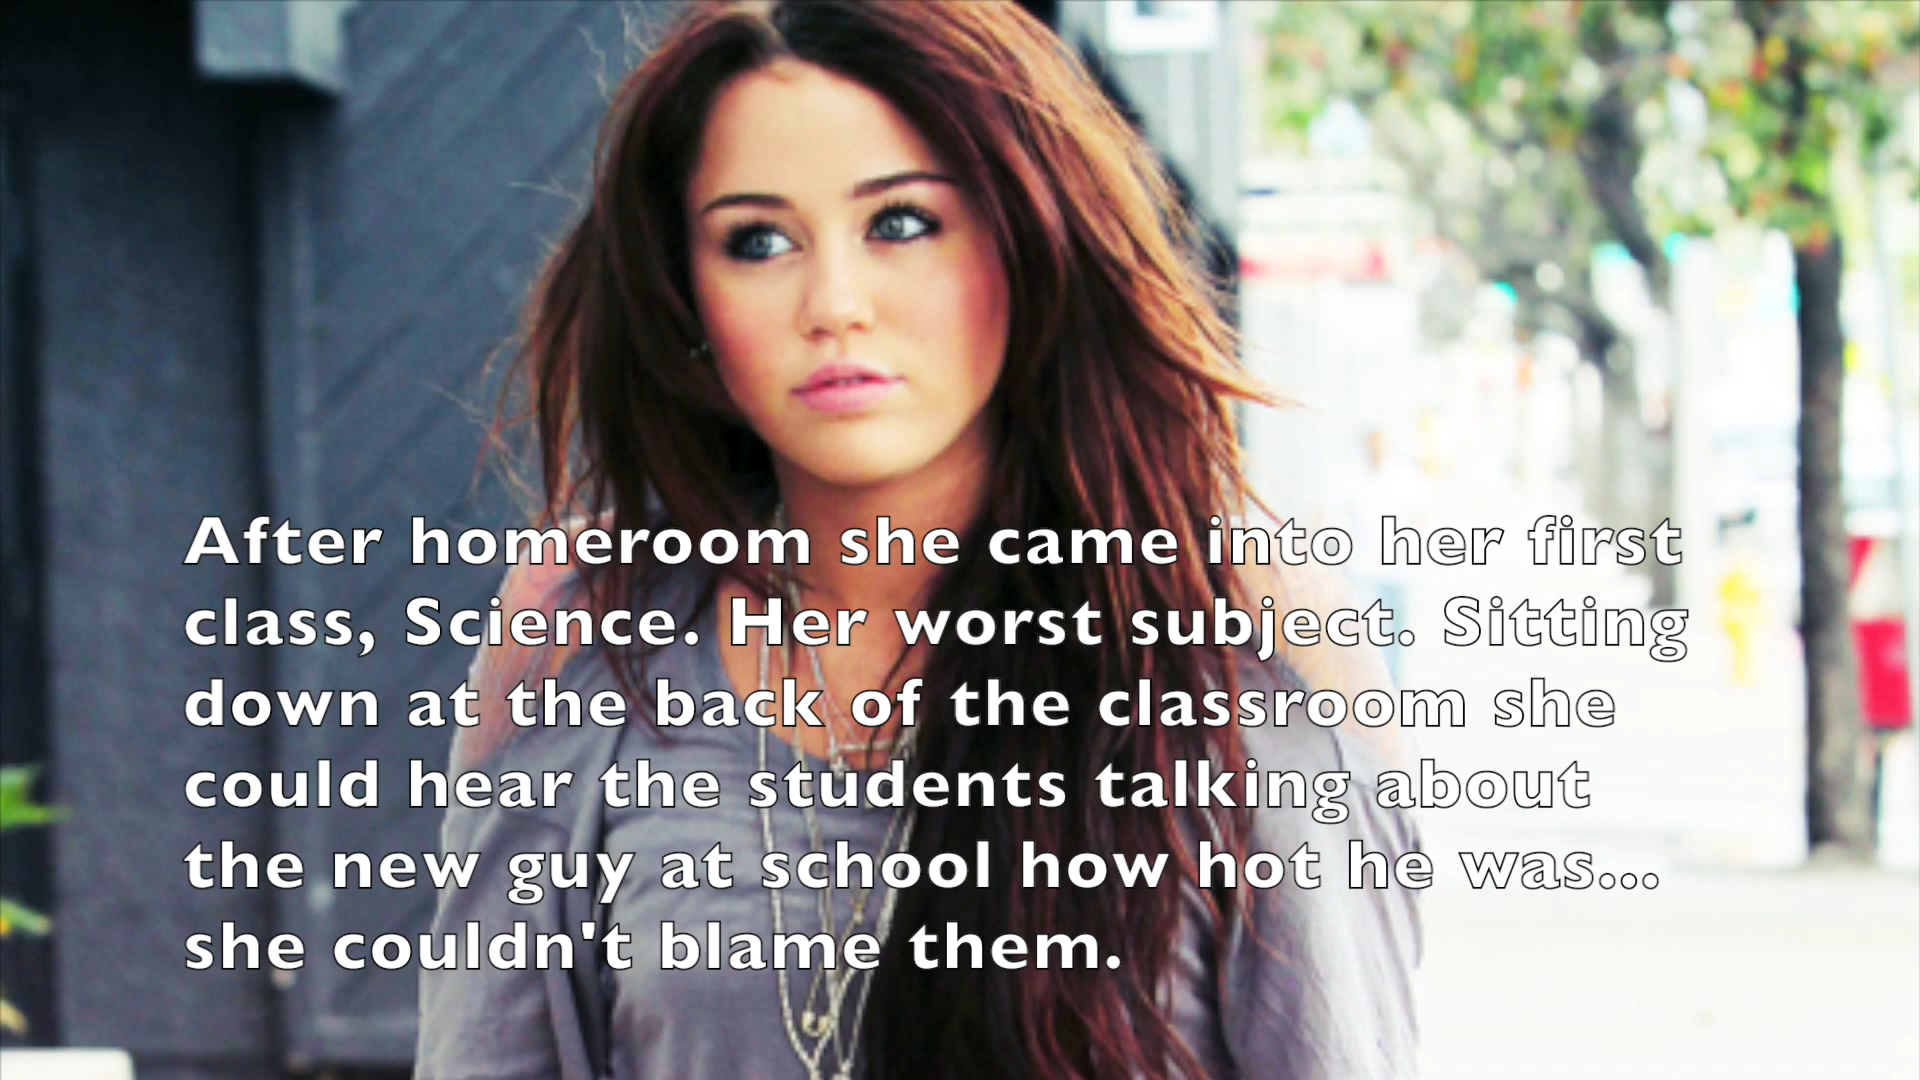 After homeroom she came into her first
class, Science. Her worst subject. Sitting
down at the back of the classroom she
could hear the students talking about
the new guy at school how hot he was...
she couldn't blame them.